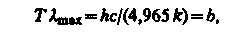 T λmax = hc/(4,965 k) = b,